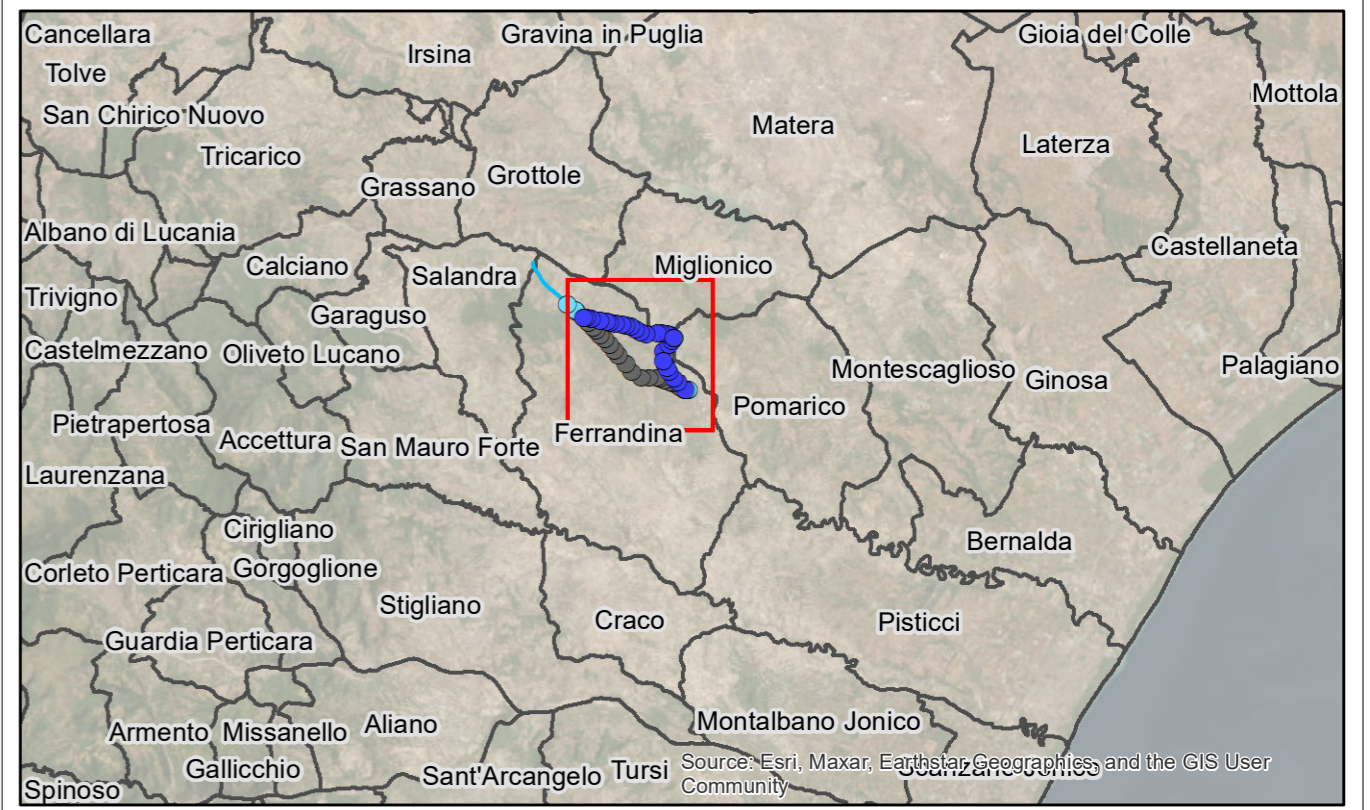 Cancellara
Gravina in Puglia
Gioia del Colle
Irsina
Tolve
Mottola
San Chirico Nuovo
Matera
Laterza
Tricarico
Grottole
Grassano
Albano di Lucania
Castellaneta
Calciano
Salandra
Miglionico
Trivigno
Garaguso
Castelmezzano
Oliveto Lucano
Palagiano
Montescaglioso
Ginosa
Pomarico
Pietrapertosa
Accettura
San Mauro Forte
Ferrandina
Laurenzana
Cirigliano
Bernalda
Corleto Perticara
Gorgoglione
Stigliano
Craco
Pisticci
Guardia Perticara
Armento
Missanello
Aliano
Montalbano Jonico
Gallicchio
Sant'Arcangelo
Tursi
Scanzano Jonico
Spinoso
Source: Esri, Maxar, Earthstar Geographics, and the GIS User
Community